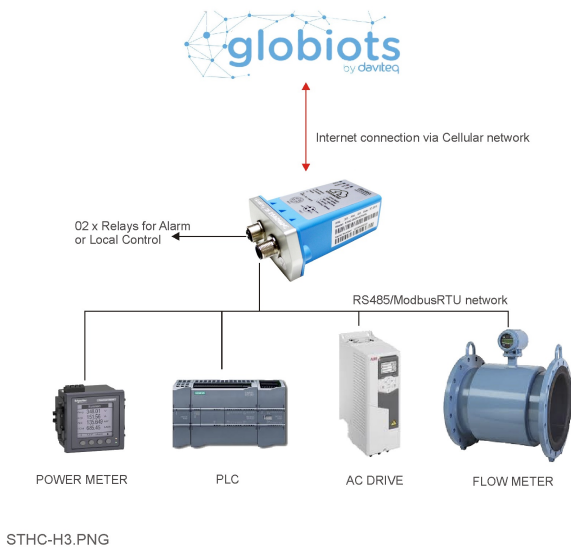 globiots
by daviteq
Internet connection via Cellular network
02 x Relays for Alarm
or Local Control
RS485/ModbusRTU network
POWER METER
PLC
AC DRIVE
FLOW METER
STHC-H3.PNG